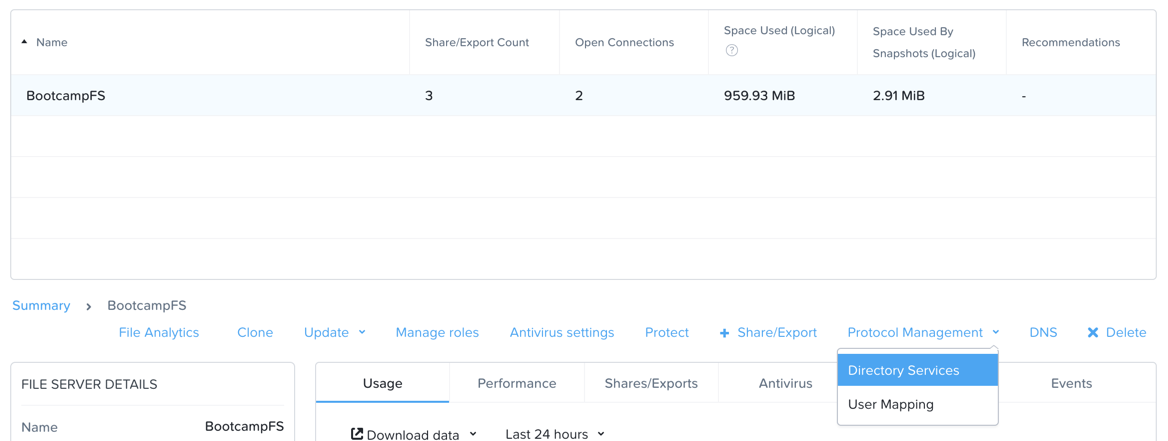 Name
Share/Export Count
Open Connections
Space Used (Logical)
?
Space Used By
Snapshots (Logical)
Recommendations
BootcampFS
3
2
959.93 MiB
2.91 MiB
-
Summary > BootcampFS
File Analytics
Clone
Update
Manage roles
Antivirus settings
Protect
+ Share/Export
Protocol Management
DNS
Delete
Directory Services
User Mapping
FILE SERVER DETAILS
Name
BootcampFS
Usage
Performance
Shares/Exports
Antivirus
Events
Download data
Last 24 hours